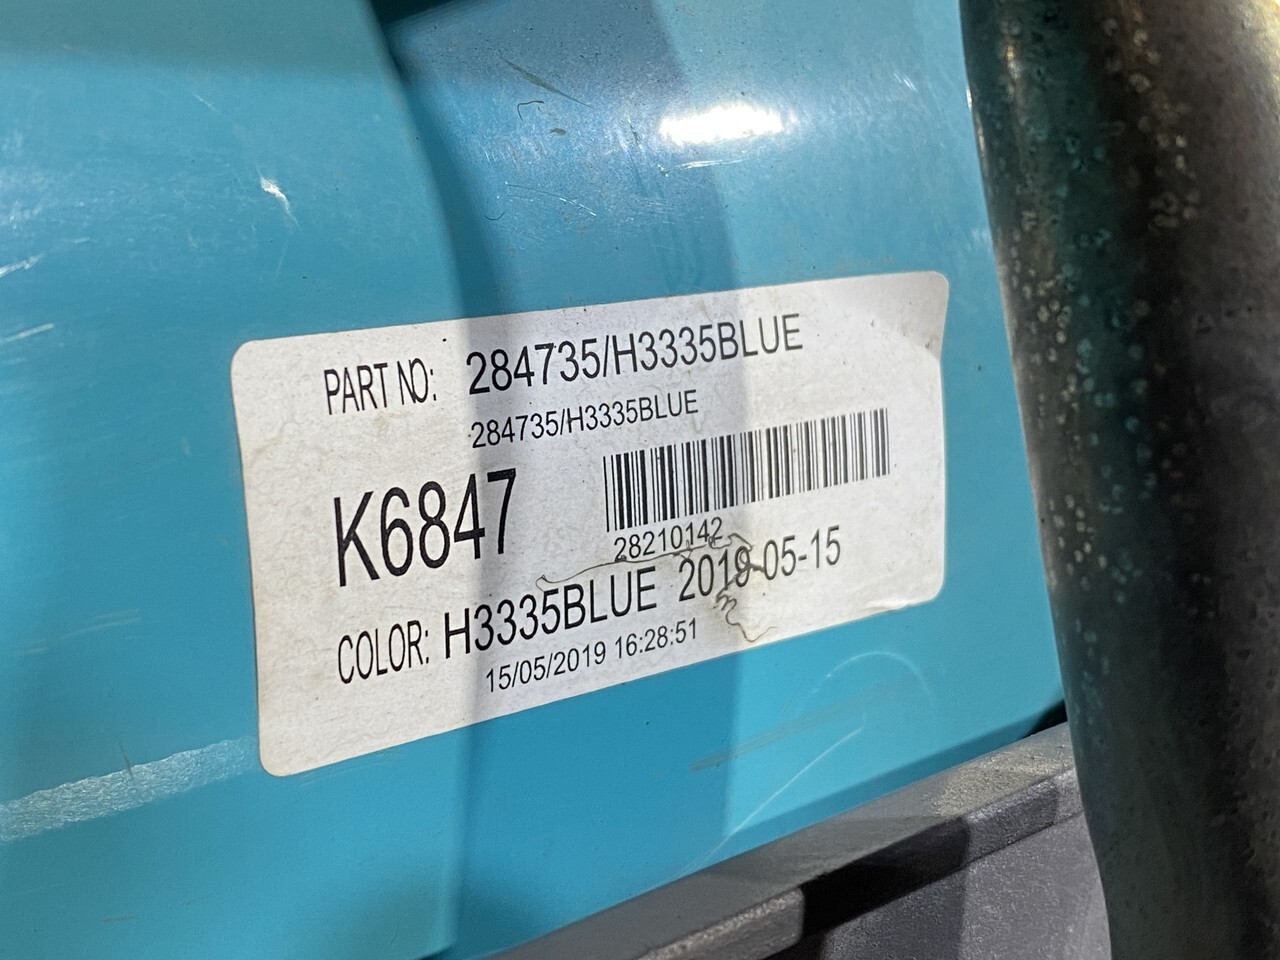 PART NO: 284735/H3335BLUE
284735/H3335BLUE
K6847
28210142
COLOR: H3335BLUE 2019-05-15
15/05/2019 16:28:51